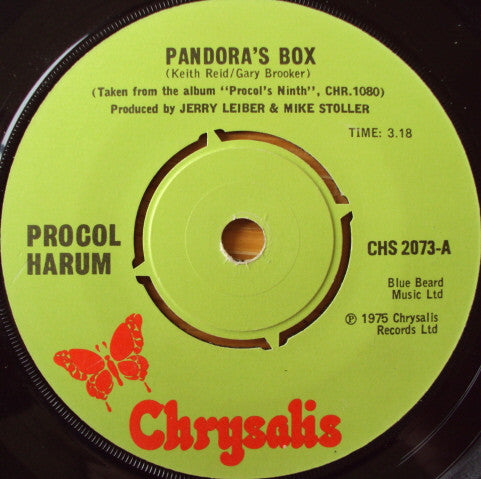 PANDORA'S BOX
(Keith Reid/Gary Brooker)
(Taken from the album "Procol's Ninth", CHR.1080)
Produced by JERRY LEIBER & MIKE STOLLER
TIME: 3.18
PROCOL
HARUM
CHS 2073-A
Blue Beard
Music Ltd
℗ 1975 Chrysalis
Records Ltd
Chrysalis